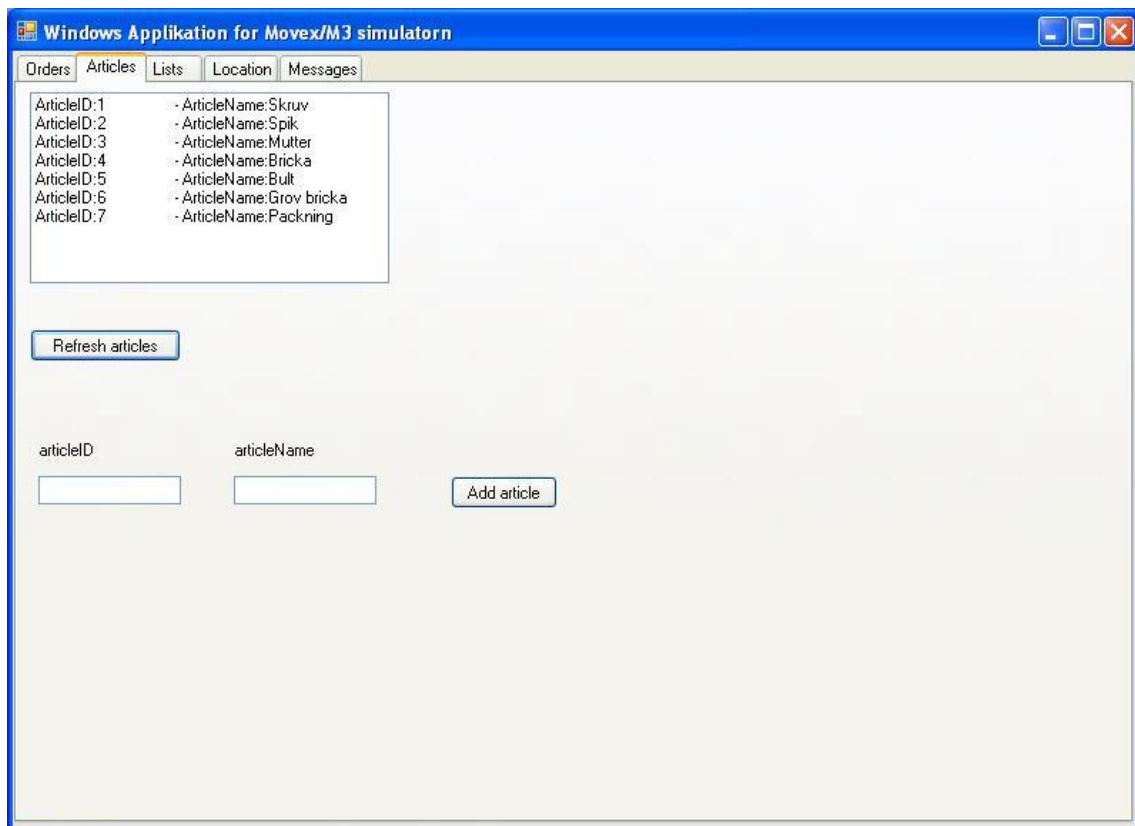 Windows Applikation for Movex/M3 simulatorn
Orders Articles Lists Location Messages
ArticleID:1 - ArticleName:Skruv
ArticleID:2 - ArticleName:Spik
ArticleID:3 - ArticleName:Mutter
ArticleID:4 - ArticleName:Bricka
ArticleID:5 - ArticleName:Bult
ArticleID:6 - ArticleName:Grov bricka
ArticleID:7 - ArticleName:Packning
Refresh articles
articleID articleName
Add article